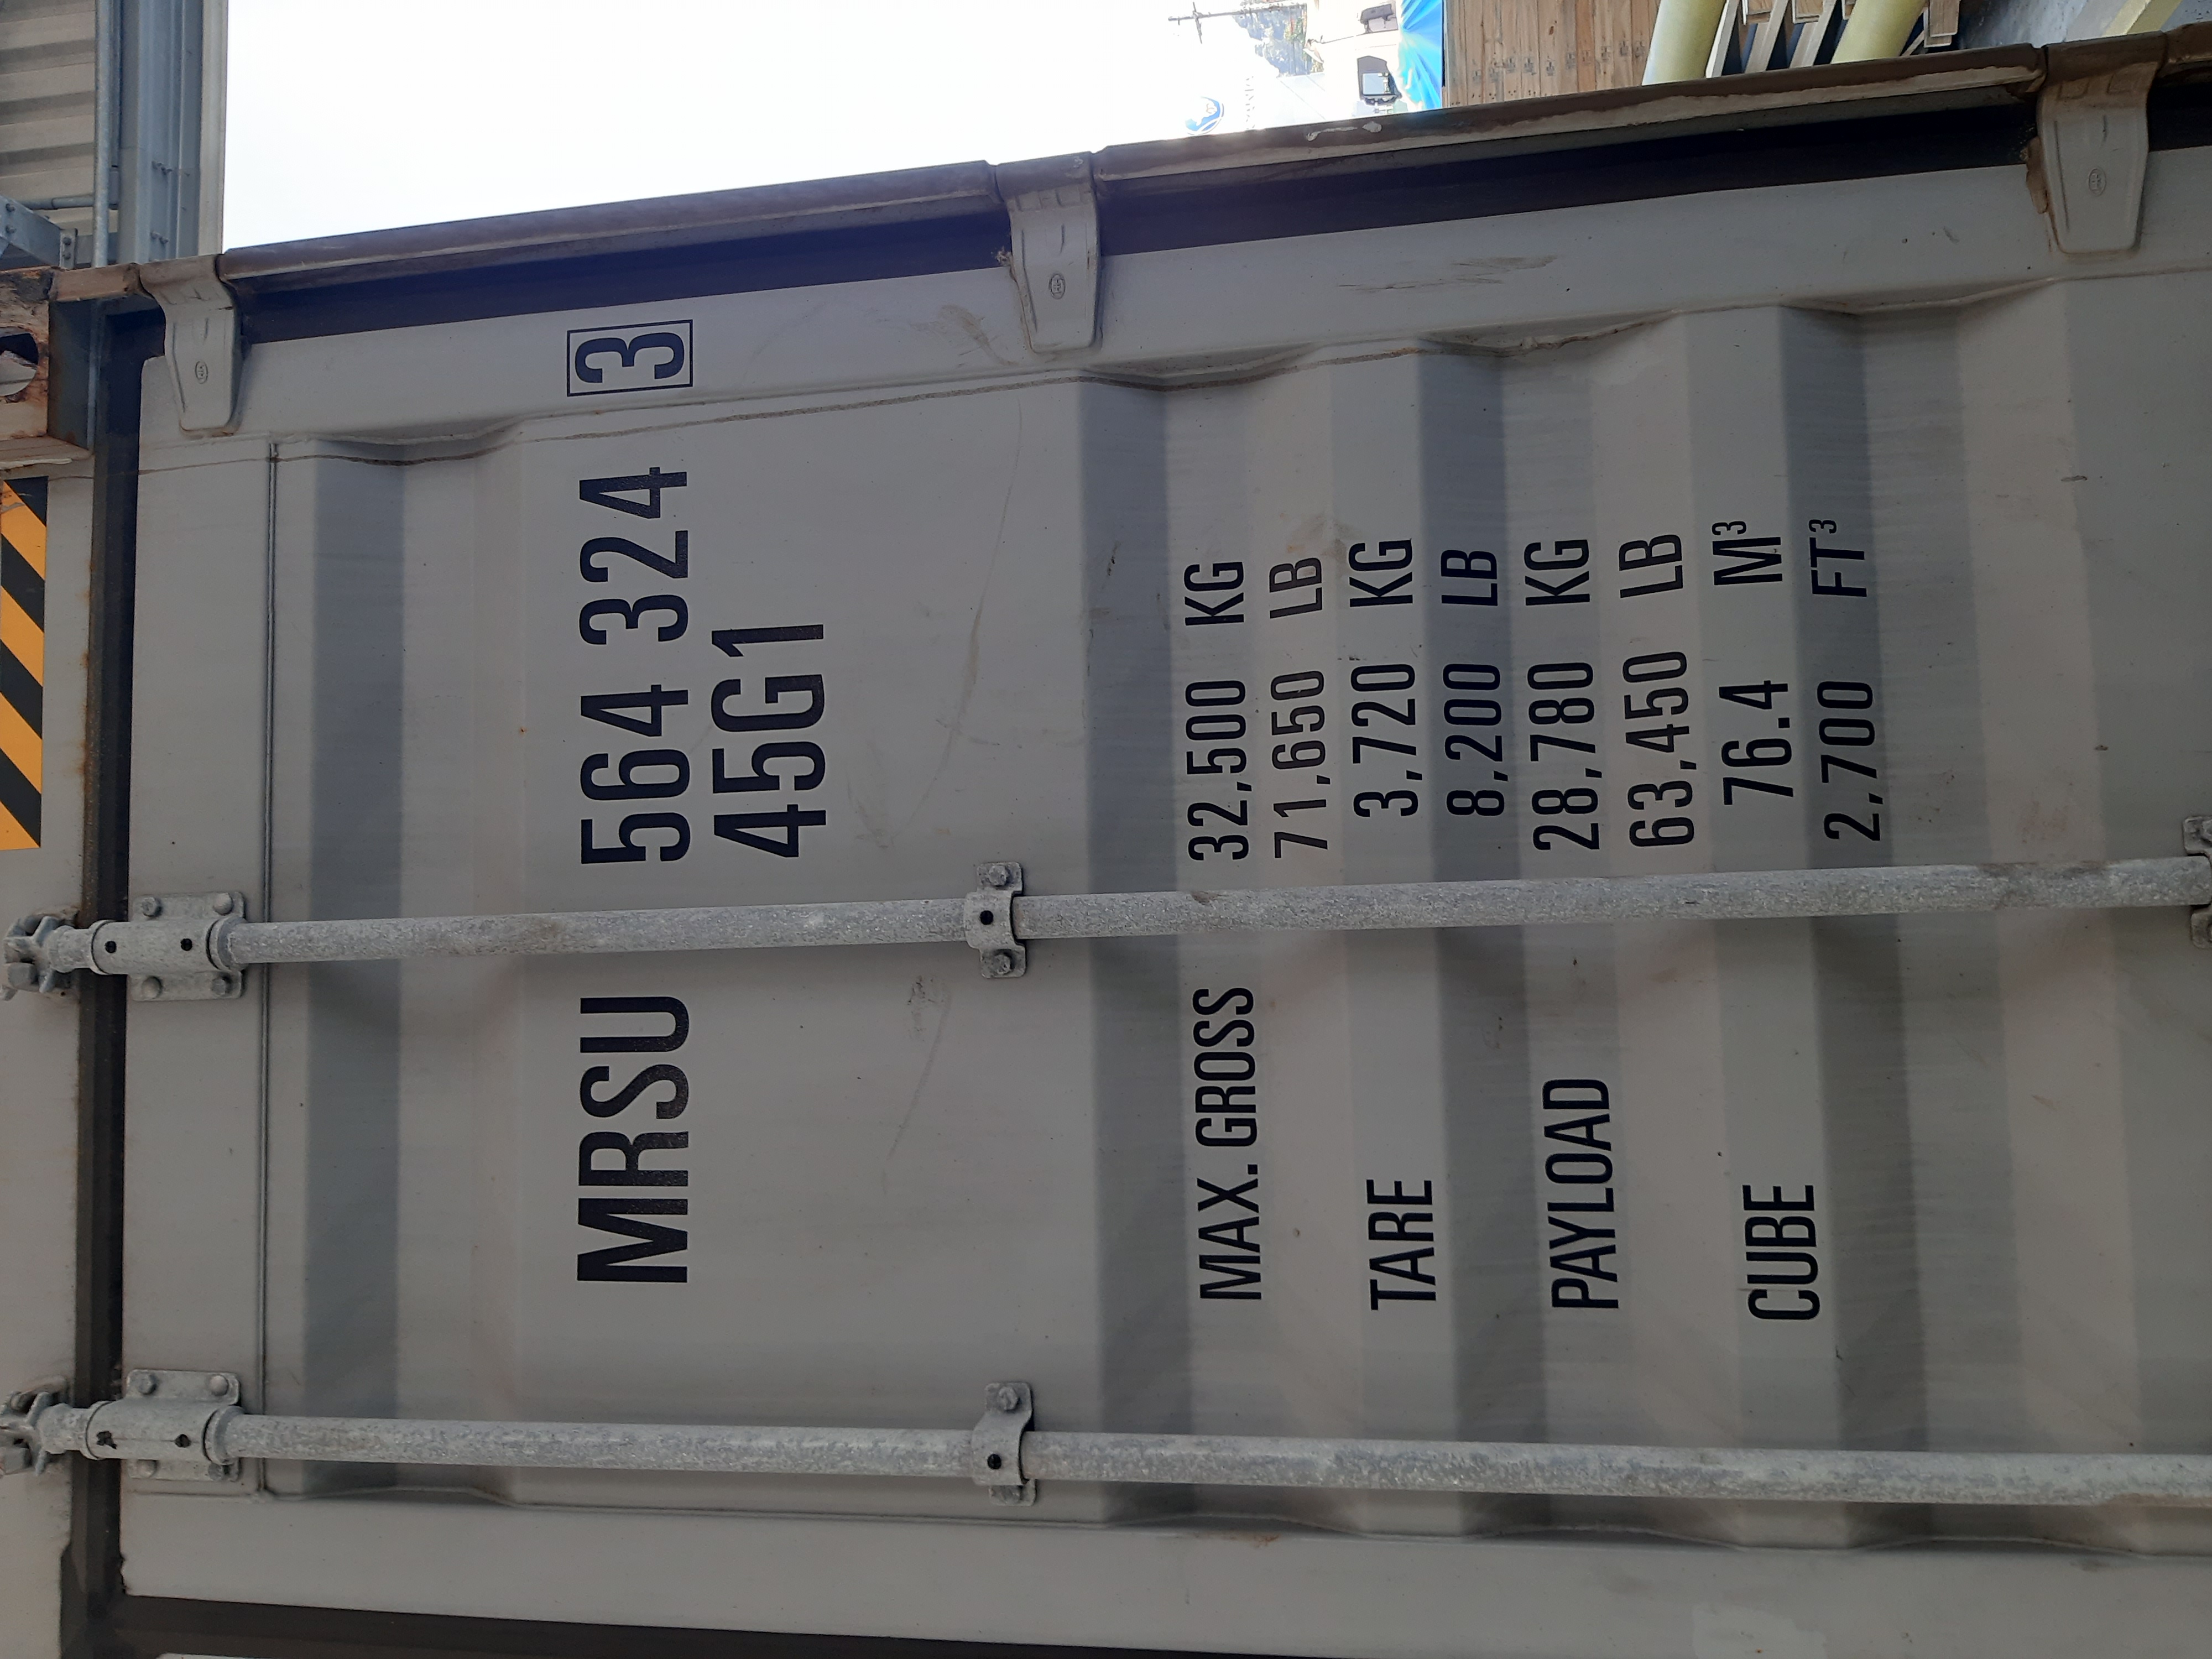 MRSU 564 324 3
45G1
MAX. GROSS 32,500 KG
71,650 LB
TARE 3,720 KG
8,200 LB
PAYLOAD 28,780 KG
63,450 LB
CUBE 76.4 M³
2,700 FT³